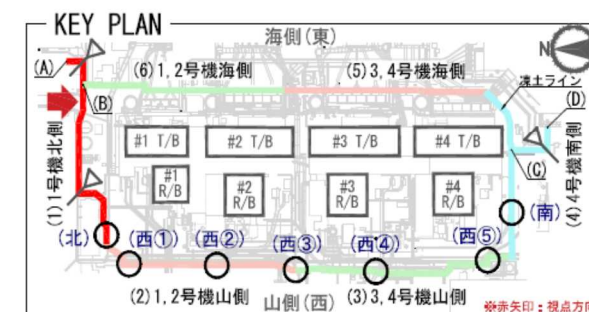 KEY PLAN
海側(東)
N
(A)
(6)1,2号機海側
(5)3,4号機海側
凍土ライン
(B)
(D)
#1 T/B
#2 T/B
#3 T/B
#4 T/B
(C)
#1
R/B
#2
R/B
#3
R/B
#4
R/B
(1)1号機北側
(4)4号機南側
(北)
(南)
(西①)
(西②)
(西③)
(西④)
(西⑤)
(2)1,2号機山側
(3)3,4号機山側
山側(西)
※赤矢印:視点方向